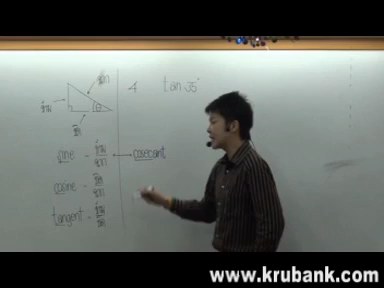 4 tan 35°
ฉาก
ข้าม
ชิด
sine = ข้าม/ฉาก cosecant
cosine = ชิด/ฉาก
tangent = ข้าม/ชิด
www.krubank.com